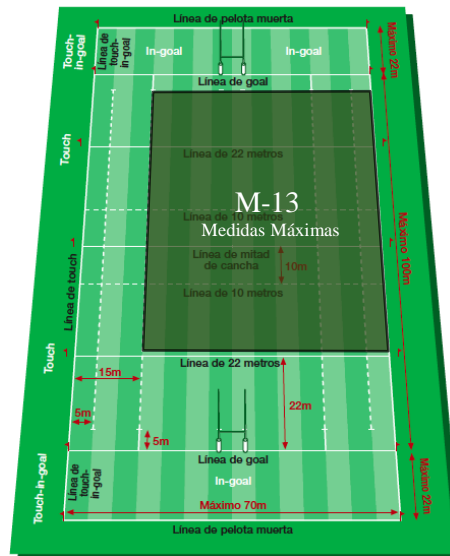 Línea de pelota muerta
Touch-
in-goal
Línea de
touch-
in-goal
In-goal
In-goal
Máximo 22m
Línea de goal
Touch
Línea de 22 metros
M-13
Línea de 10 metros
Medidas Máximas
Línea de mitad
de cancha
10m
Máximo 100m
Línea de touch
Línea de 10 metros
Touch
Línea de 22 metros
15m
5m
22m
5m
Línea de goal
Touch-in-goal
Línea de
touch-
in-goal
In-goal
Máximo 22m
Máximo 70m
Línea de pelota muerta